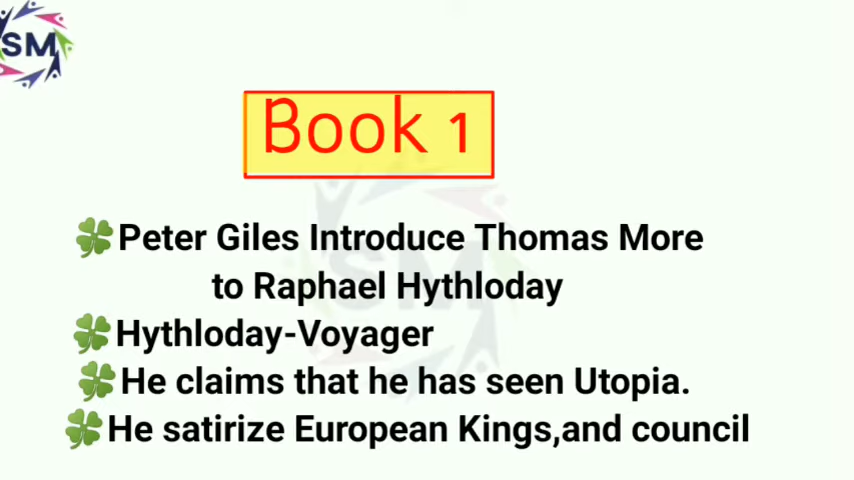 SM
Book 1
🍀Peter Giles Introduce Thomas More
to Raphael Hythloday
🍀Hythloday-Voyager
🍀He claims that he has seen Utopia.
🍀He satirize European Kings,and council
SM